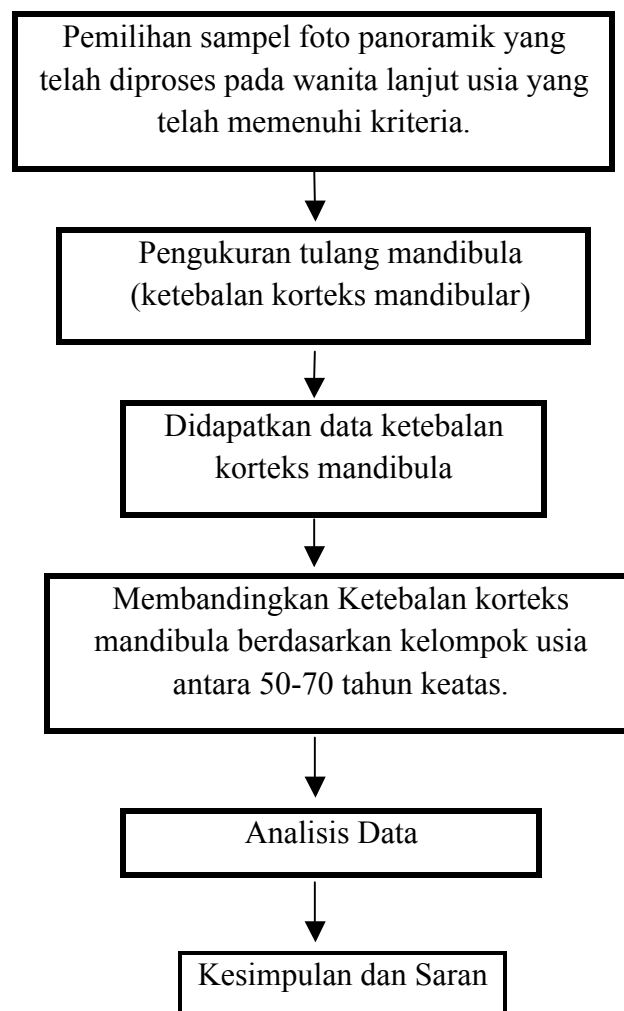 Pemilihan sampel foto panoramik yang
telah diproses pada wanita lanjut usia yang
telah memenuhi kriteria.
Pengukuran tulang mandibula
(ketebalan korteks mandibular)
Didapatkan data ketebalan
korteks mandibula
Membandingkan Ketebalan korteks
mandibula berdasarkan kelompok usia
antara 50-70 tahun keatas.
Analisis Data
Kesimpulan dan Saran